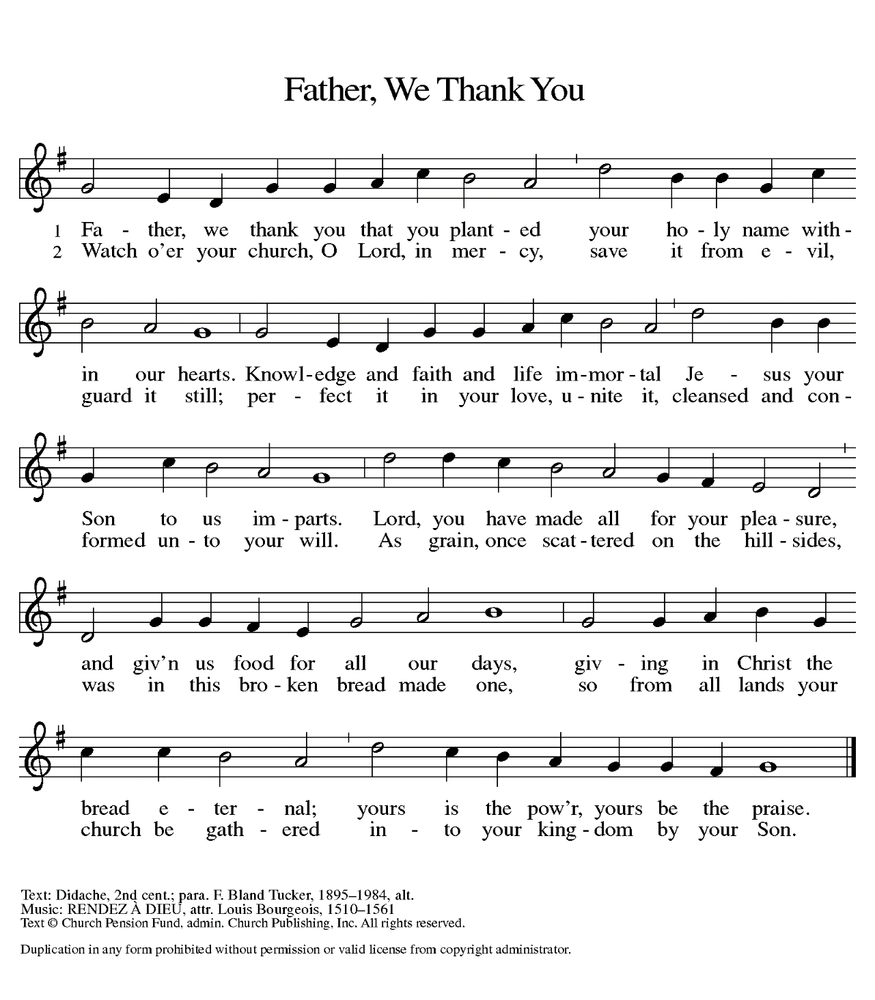 Father, We Thank You
1 Fa - ther, we thank you that you plant - ed your ho - ly name with -
2 Watch o'er your church, O Lord, in mer - cy, save it from e - vil,
in our hearts. Knowl - edge and faith and life im - mor - tal Je - sus your
guard it still; per - fect it in your love, u - nite it, cleansed and con -
Son to us im - parts. Lord, you have made all for your plea - sure,
formed un - to your will. As grain, once scat - tered on the hill - sides,
and giv'n us food for all our days, giv - ing in Christ the
was in this bro - ken bread made one, so from all lands your
bread e - ter - nal; yours is the pow'r, yours be the praise.
church be gath - ered in - to your king - dom by your Son.
Text: Didache, 2nd cent.; para. F. Bland Tucker, 1895–1984, alt.
Music: RENDEZ À DIEU, attr. Louis Bourgeois, 1510–1561
Text © Church Pension Fund, admin. Church Publishing, Inc. All rights reserved.
Duplication in any form prohibited without permission or valid license from copyright administrator.